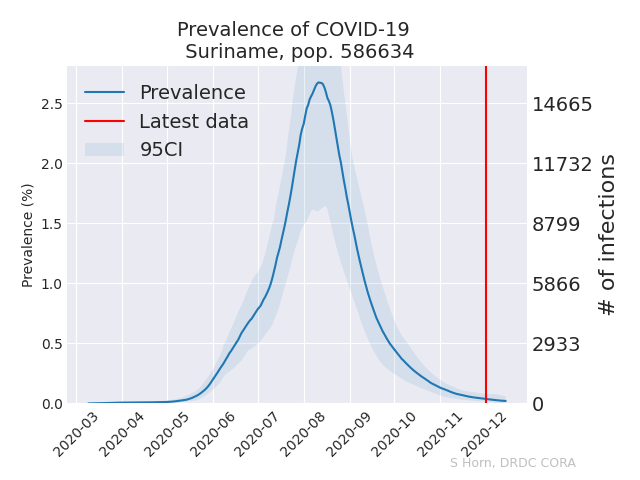 Prevalence of COVID-19
Suriname, pop. 586634
Prevalence
Latest data
95CI
Prevalence (%)
2.5
2.0
1.5
1.0
0.5
0.0
14665
11732
8799
5866
2933
0
# of infections
2020-03
2020-04
2020-05
2020-06
2020-07
2020-08
2020-09
2020-10
2020-11
2020-12
S Horn, DRDC CORA